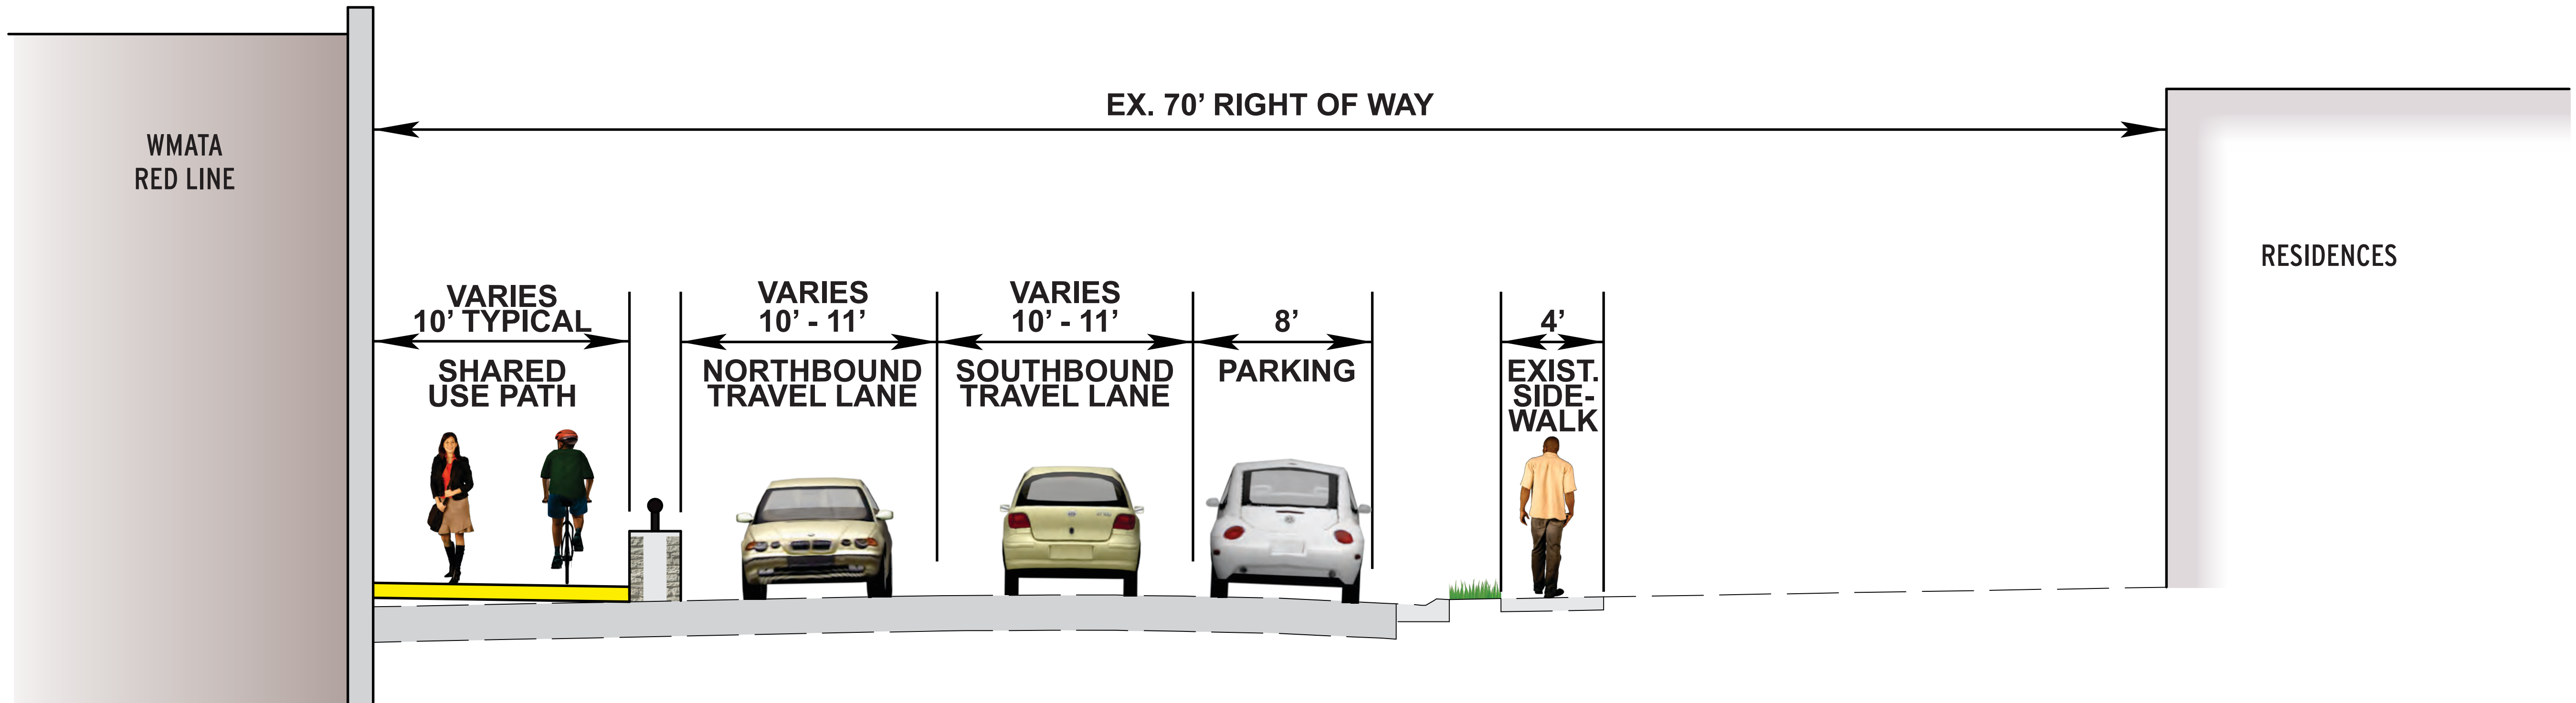 EX. 70’ RIGHT OF WAY
WMATA
RED LINE
RESIDENCES
VARIES
10’ TYPICAL
SHARED
USE PATH
VARIES
10’ - 11’
NORTHBOUND
TRAVEL LANE
VARIES
10’ - 11’
SOUTHBOUND
TRAVEL LANE
8’
PARKING
4’
EXIST.
SIDE-
WALK